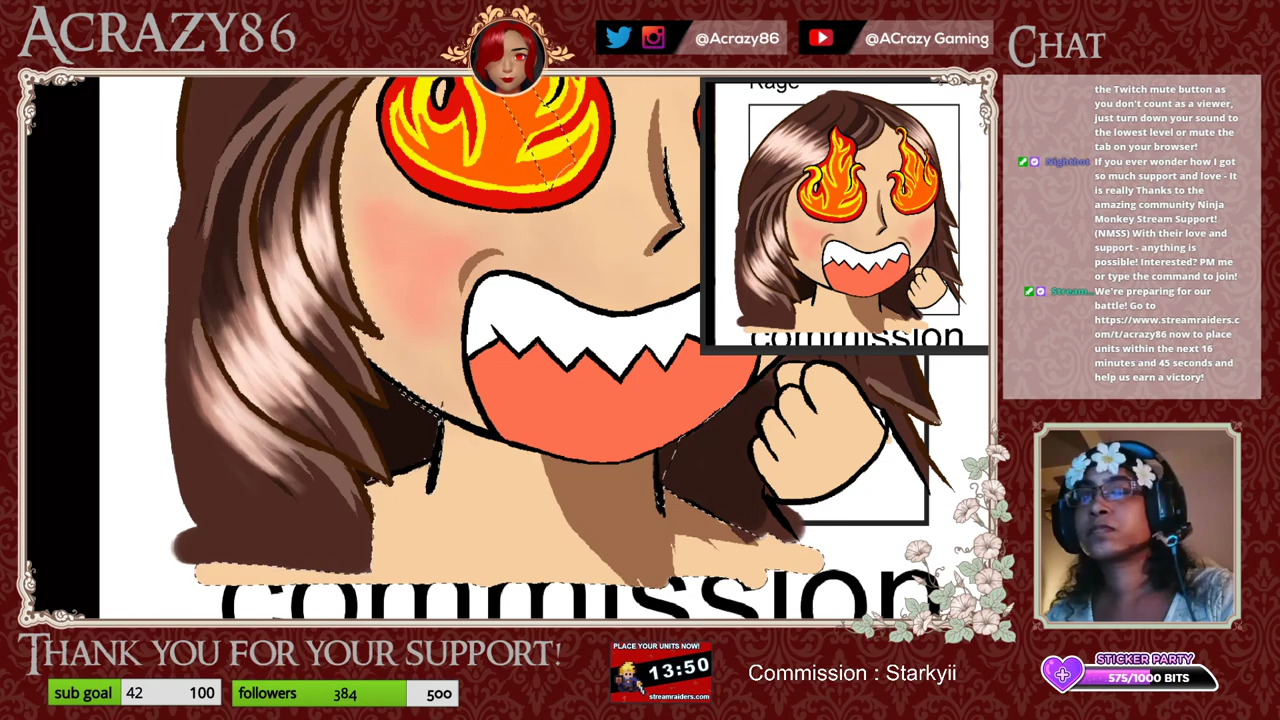 ACRAZY86
@Acrazy86
@ACrazy Gaming
CHAT
Rage
commission
the Twitch mute button as
you don't count as a viewer,
just turn down your sound to
the lowest level or mute the
tab on your browser!
Nightbot
If you ever wonder how I got
so much support and love - It
is really Thanks to the
amazing community Ninja
Monkey Stream Support!
(NMSS) With their love and
support - anything is
possible! Interested? PM me
or type the command to join!
Stream...
We're preparing for our
battle! Go to
https://www.streamraiders.c
om/t/acrazy86 now to place
units within the next 16
minutes and 45 seconds and
help us earn a victory!
commission
THANK YOU FOR YOUR SUPPORT!
sub goal 42 100
followers 384 500
PLACE YOUR UNITS NOW!
13:50
streamraiders.com
Commission : Starkyii
STICKER PARTY
575/1000 BITS